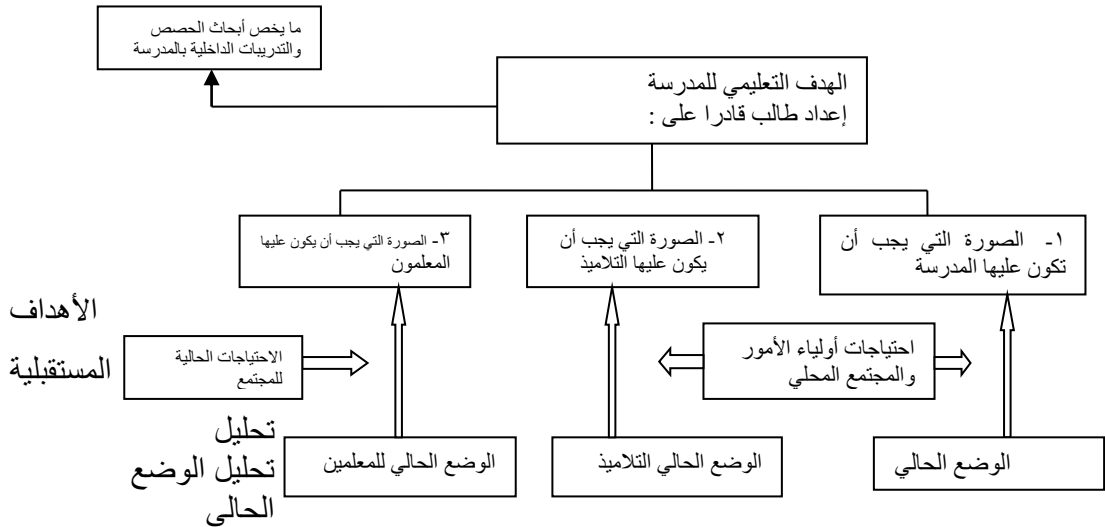 ما يخص أبحاث الحصص
والتدريبات الداخلية بالمدرسة
الهدف التعليمي للمدرسة
إعداد طالب قادرا على :
١- الصورة التي يجب أن
تكون عليها المدرسة
٢- الصورة التي يجب أن
يكون عليها التلاميذ
٣- الصورة التي يجب أن يكون عليها
المعلمون
الأهداف
المستقبلية
احتياجات أولياء الأمور
والمجتمع المحلي
الاحتياجات الحالية
للمجتمع
تحليل
تحليل الوضع
الحالي
الوضع الحالي
الوضع الحالي التلاميذ
الوضع الحالي للمعلمين